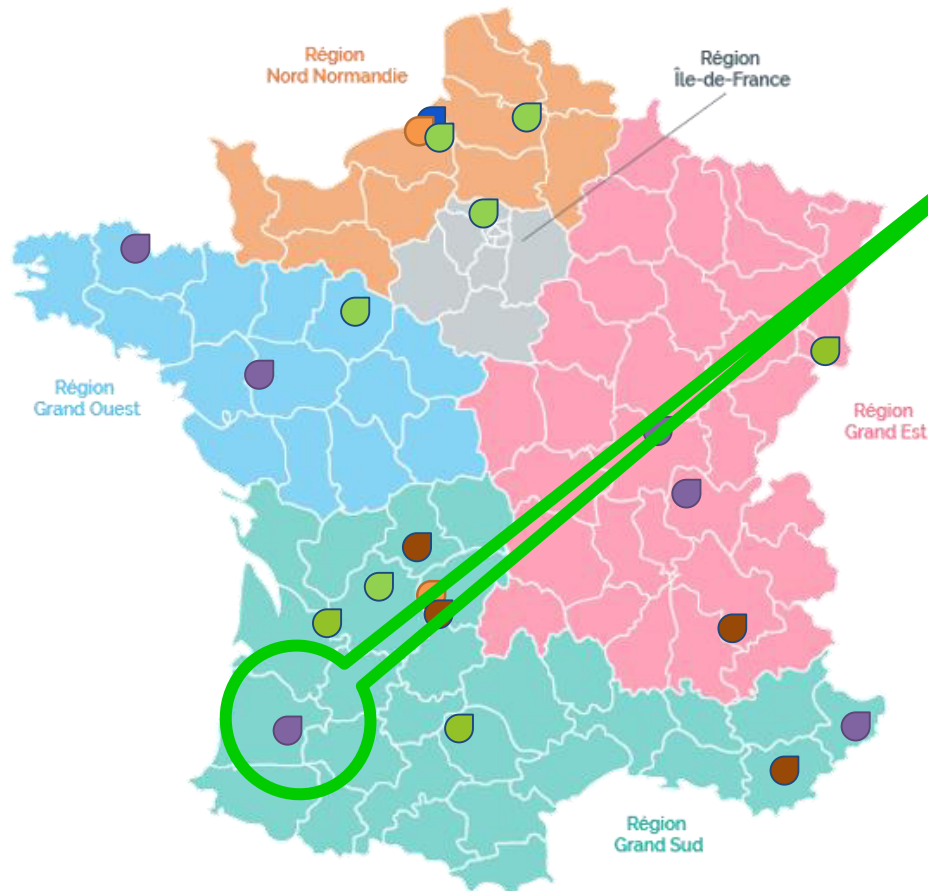 Région
Nord Normandie
Région
Île-de-France
Région
Grand Ouest
Région
Grand Est
Région
Grand Sud